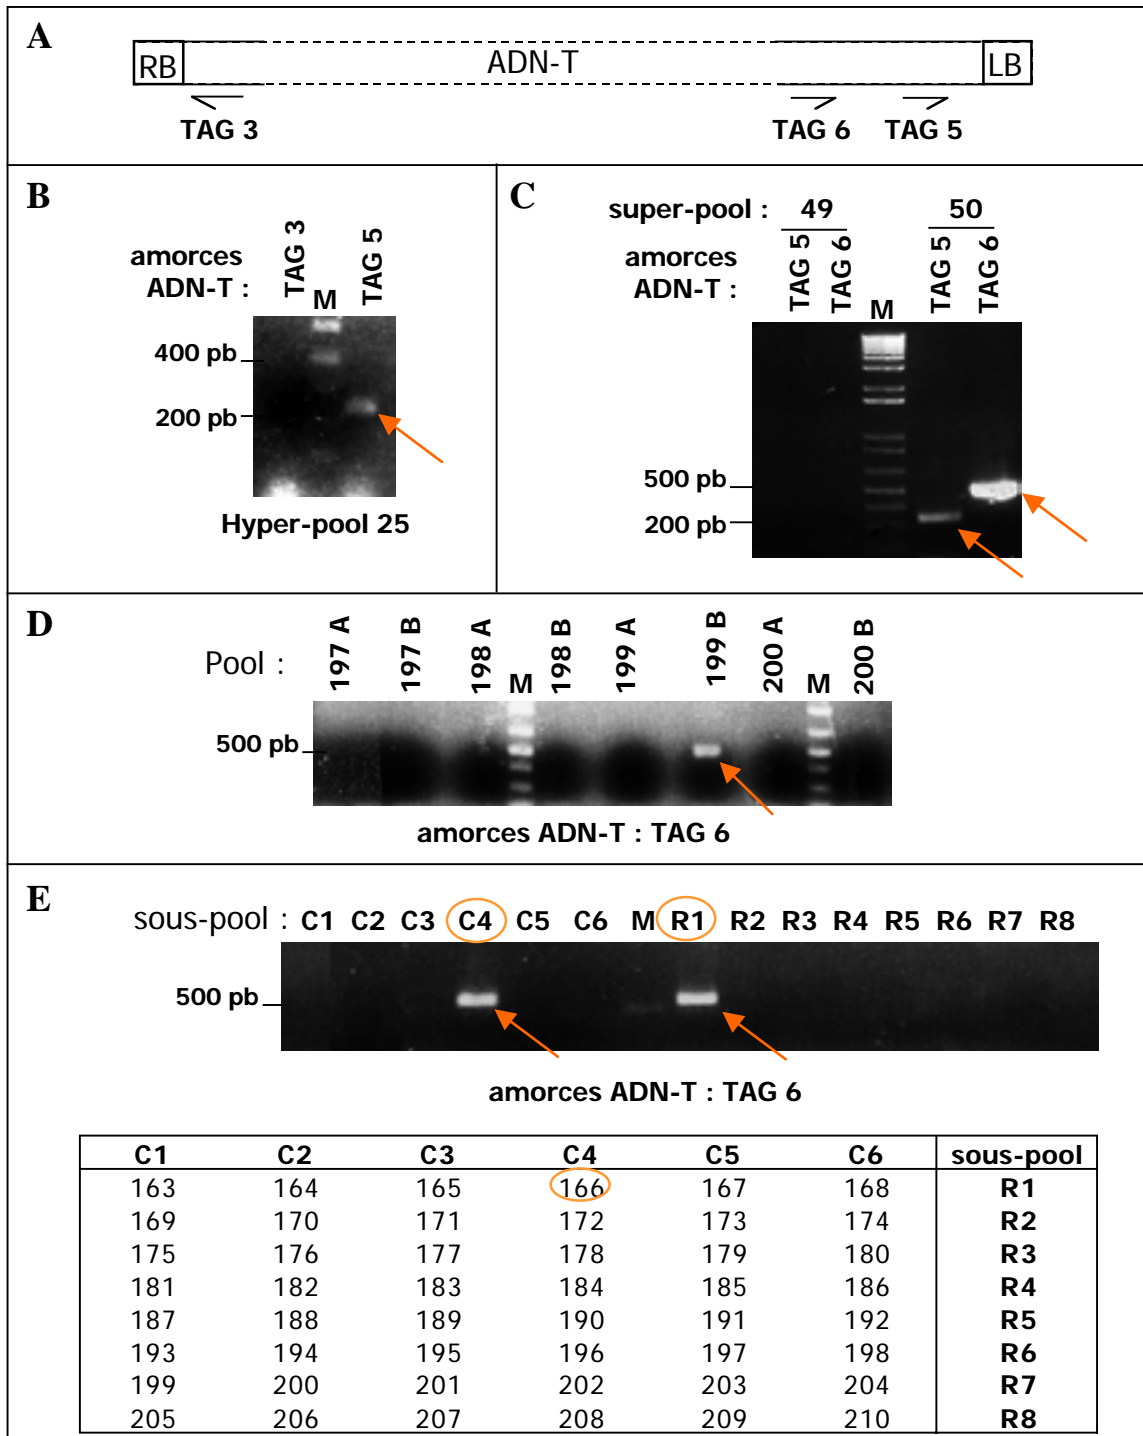 A
RB ADN-T LB
TAG 3 TAG 6 TAG 5
B
amorces
ADN-T :
TAG 3
M
TAG 5
400 pb
200 pb
Hyper-pool 25
C
super-pool : 49 50
amorces
ADN-T :
TAG 5 TAG 6 M TAG 5 TAG 6
500 pb
200 pb
D
Pool : 197 A 197 B 198 A M 198 B 199 A 199 B 200 A M 200 B
500 pb
amorces ADN-T : TAG 6
E
sous-pool : C1 C2 C3 C4 C5 C6 M R1 R2 R3 R4 R5 R6 R7 R8
500 pb
amorces ADN-T : TAG 6
C1 C2 C3 C4 C5 C6 sous-pool
163 164 165 166 167 168 R1
169 170 171 172 173 174 R2
175 176 177 178 179 180 R3
181 182 183 184 185 186 R4
187 188 189 190 191 192 R5
193 194 195 196 197 198 R6
199 200 201 202 203 204 R7
205 206 207 208 209 210 R8